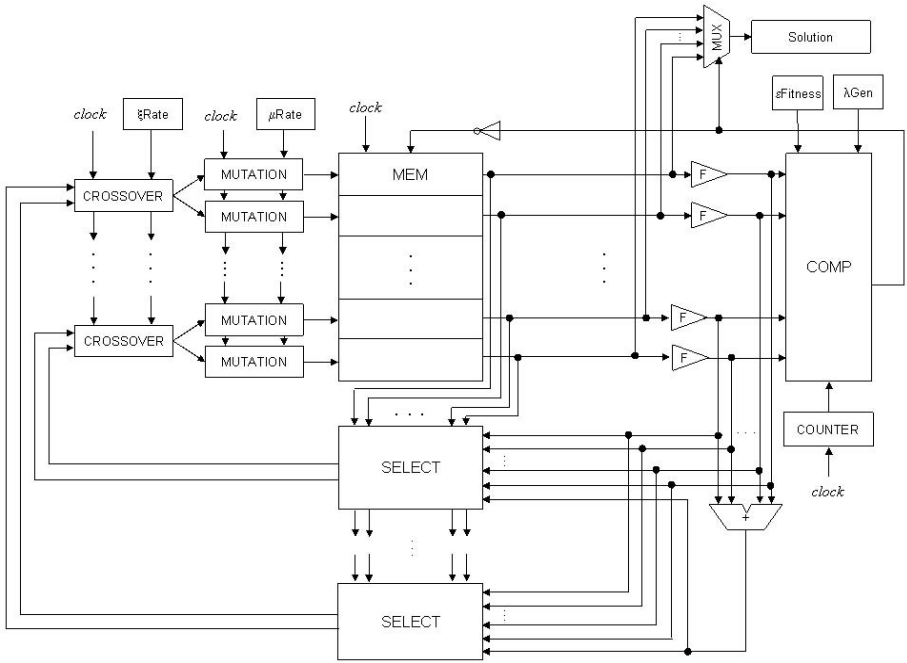 MUX
Solution
εFitness
λGen
clock
ξRate
clock
μRate
clock
MUTATION
MEM
F
CROSSOVER
MUTATION
F
COMP
MUTATION
F
CROSSOVER
MUTATION
F
COUNTER
SELECT
clock
+
SELECT